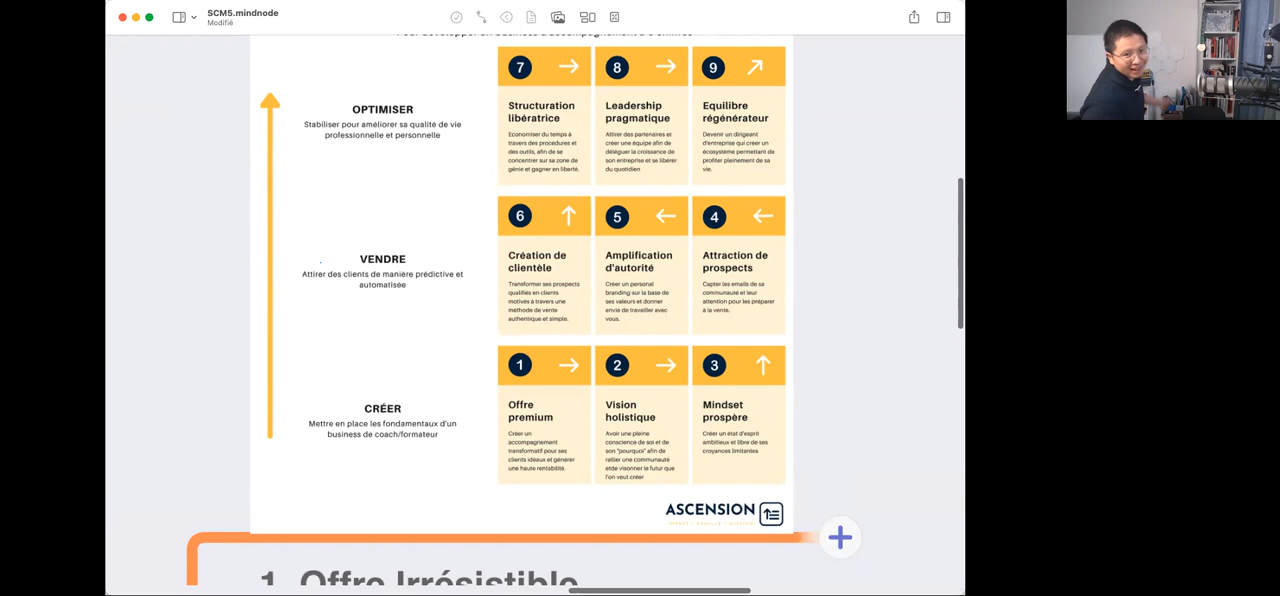 SCM5.mindnode
Modifié
7
8
9
OPTIMISER
Stabiliser pour améliorer sa qualité de vie
professionnelle et personnelle
Structuration
libératrice
Economiser du temps à
travers des procédures et
des outils, afin de se
concentrer sur sa zone de
génie et gagner en liberté.
Leadership
pragmatique
Attirer des partenaires et
créer une équipe afin de
déléguer la croissance de
son entreprise et se libérer
du quotidien
Equilibre
régénérateur
Devenir un dirigeant
d'entreprise qui créer un
écosystème permettant de
profiter pleinement de sa
vie.
6
5
4
VENDRE
Attirer des clients de manière prédictive et
automatisée
Création de
clientèle
Transformer ses prospects
qualifiés en clients
motivés à travers une
méthode de vente
authentique et simple.
Amplification
d'autorité
Créer un personal
branding sur la base de
ses valeurs et donner
envie de travailler avec
vous.
Attraction de
prospects
Capter les emails de sa
communauté et leur
attention pour les préparer
à la vente.
1
2
3
CRÉER
Mettre en place les fondamentaux d'un
business de coach/formateur
Offre
premium
Creer un
accompagnement
transformatif pour ses
clients idéaux et générer
une haute rentabilité.
Vision
holistique
Avoir une pleine
conscience de soi et de
son "pourquoi" afin de
rallier une communauté
etde visonner le futur que
l'on veut créer
Mindset
prospère
Créer un état d'esprit
ambitieux et libre de ses
croyances limitantes
ASCENSION
1. Offre Irrésistible